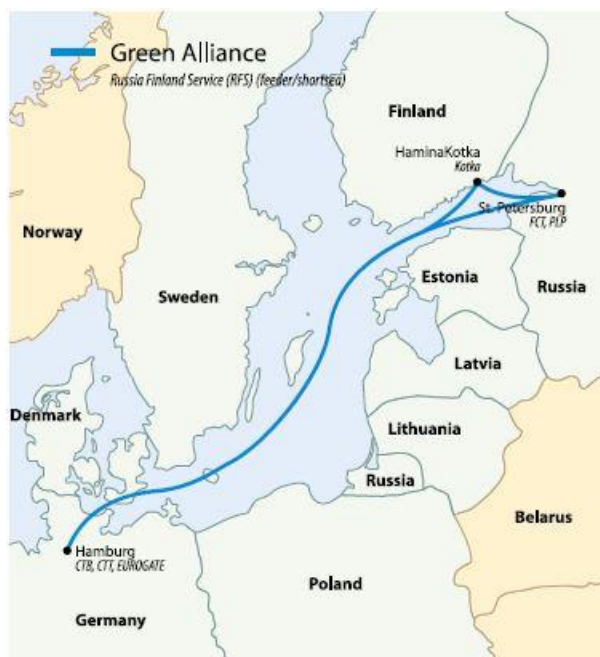 Green Alliance
Russia Finland Service (RFS) (feeder/shortsea)
Finland
HaminaKotka
Kotka
St. Petersburg
FCT, PLP
Norway
Sweden
Estonia
Russia
Latvia
Denmark
Lithuania
Russia
Belarus
Hamburg
CTB, CTT, EUROGATE
Poland
Germany